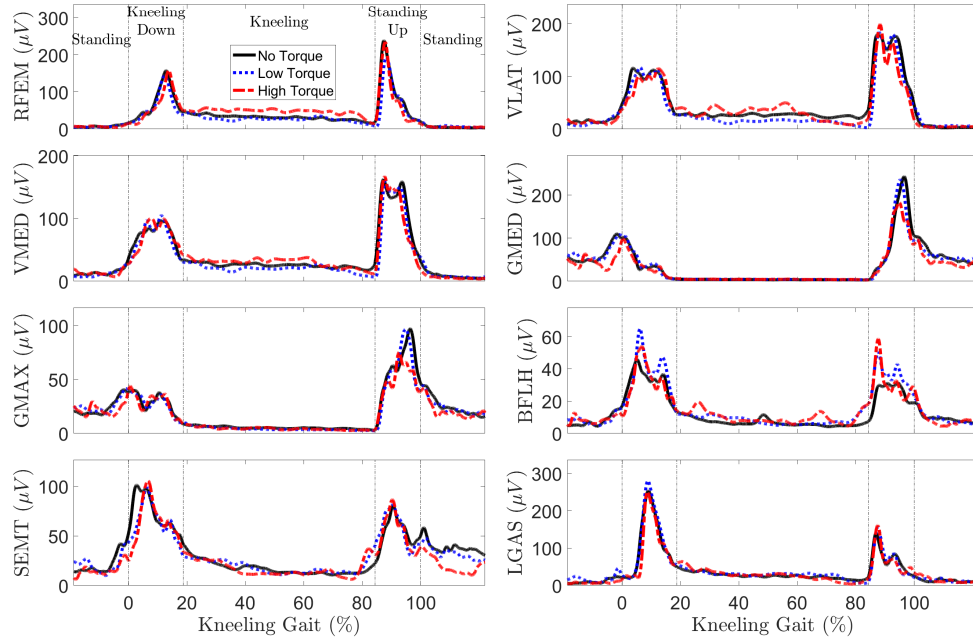 Kneeling Down
Kneeling
Standing Up
Standing
Standing
No Torque
Low Torque
High Torque
RFEM (μV)
300
200
100
0
VLAT (μV)
200
100
0
VMED (μV)
200
100
0
GMED (μV)
200
100
0
GMAX (μV)
100
50
0
BFLH (μV)
60
40
20
0
SEMT (μV)
100
50
0
LGAS (μV)
300
200
100
0
0 20 40 60 80 100
0 20 40 60 80 100
Kneeling Gait (%)
Kneeling Gait (%)